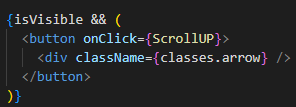 {isVisible && (
<button onClick={ScrollUP}>
<div className={classes.arrow} />
</button>
)}